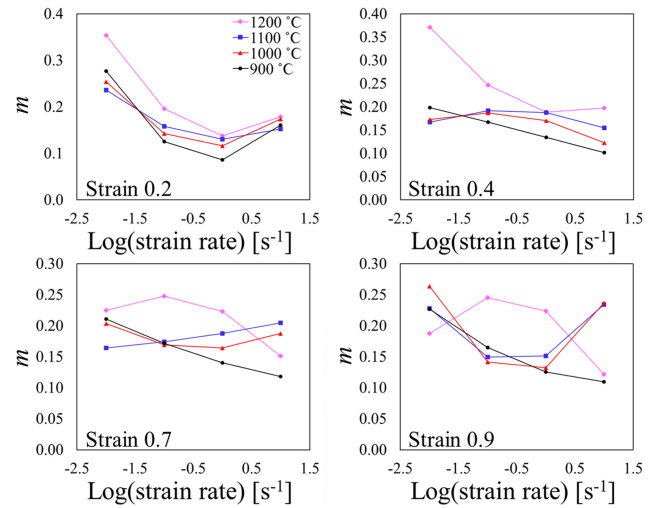 0.4
0.3
0.2
0.1
0.0
m
1200 ˚C
1100 ˚C
1000 ˚C
900 ˚C
Strain 0.2
-2.5 -1.5 -0.5 0.5 1.5
Log(strain rate) [s-1]
0.40
0.35
0.30
0.25
0.20
0.15
0.10
0.05
0.00
m
Strain 0.4
-2.5 -1.5 -0.5 0.5 1.5
Log(strain rate) [s-1]
0.30
0.25
0.20
0.15
0.10
0.05
0.00
m
Strain 0.7
-2.5 -1.5 -0.5 0.5 1.5
Log(strain rate) [s-1]
0.30
0.25
0.20
0.15
0.10
0.05
0.00
m
Strain 0.9
-2.5 -1.5 -0.5 0.5 1.5
Log(strain rate) [s-1]